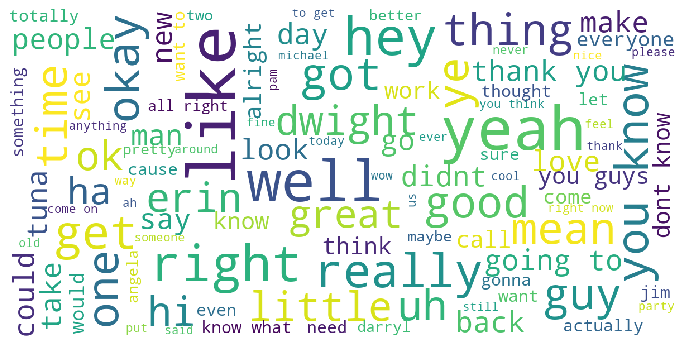 totally
people
something
time
see
okay
new
want to
two
to get
like
day
alright
michael
pam
hey
got
better
work
never
thing
ye
make
everyone
nice
please
thank you
thought
let
you think
all right
anything
ok
man
prettyaround
cause
fine
look
dwight
today
go
ever
yeah
sure
cool
feel
thank
you know
dont know
tuna
ha
come on
way
ah
erin
say
know
well
wow
didnt
us
love
you guys
come
good
right now
could
take
get
old
would
one
angela
someone
right
great
think
really
maybe
call
mean
going to
gonna
want
put
said
hi
even
little
know what
need
uh
darryl
back
still
guy
actually
jim
party